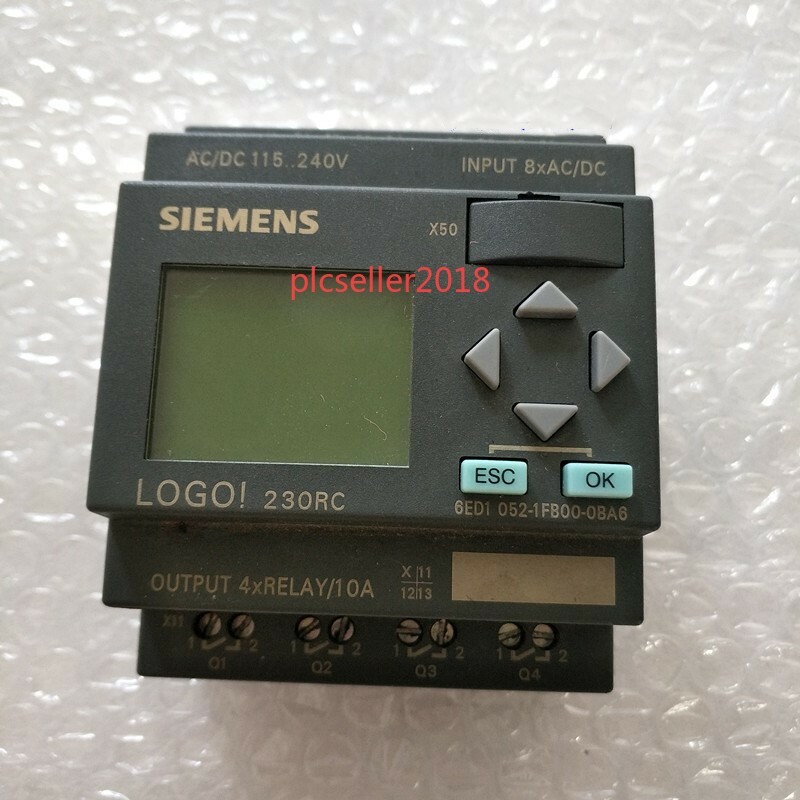 AC/DC 115..240V INPUT 8xAC/DC
SIEMENS
X50
plcseller2018
ESC OK
LOGO! 230RC
6ED1 052-1FB00-0BA6
OUTPUT 4xRELAY/10A
X 11
12 13
X11
1 2 1 2 1 2 1 2
Q1 Q2 Q3 Q4